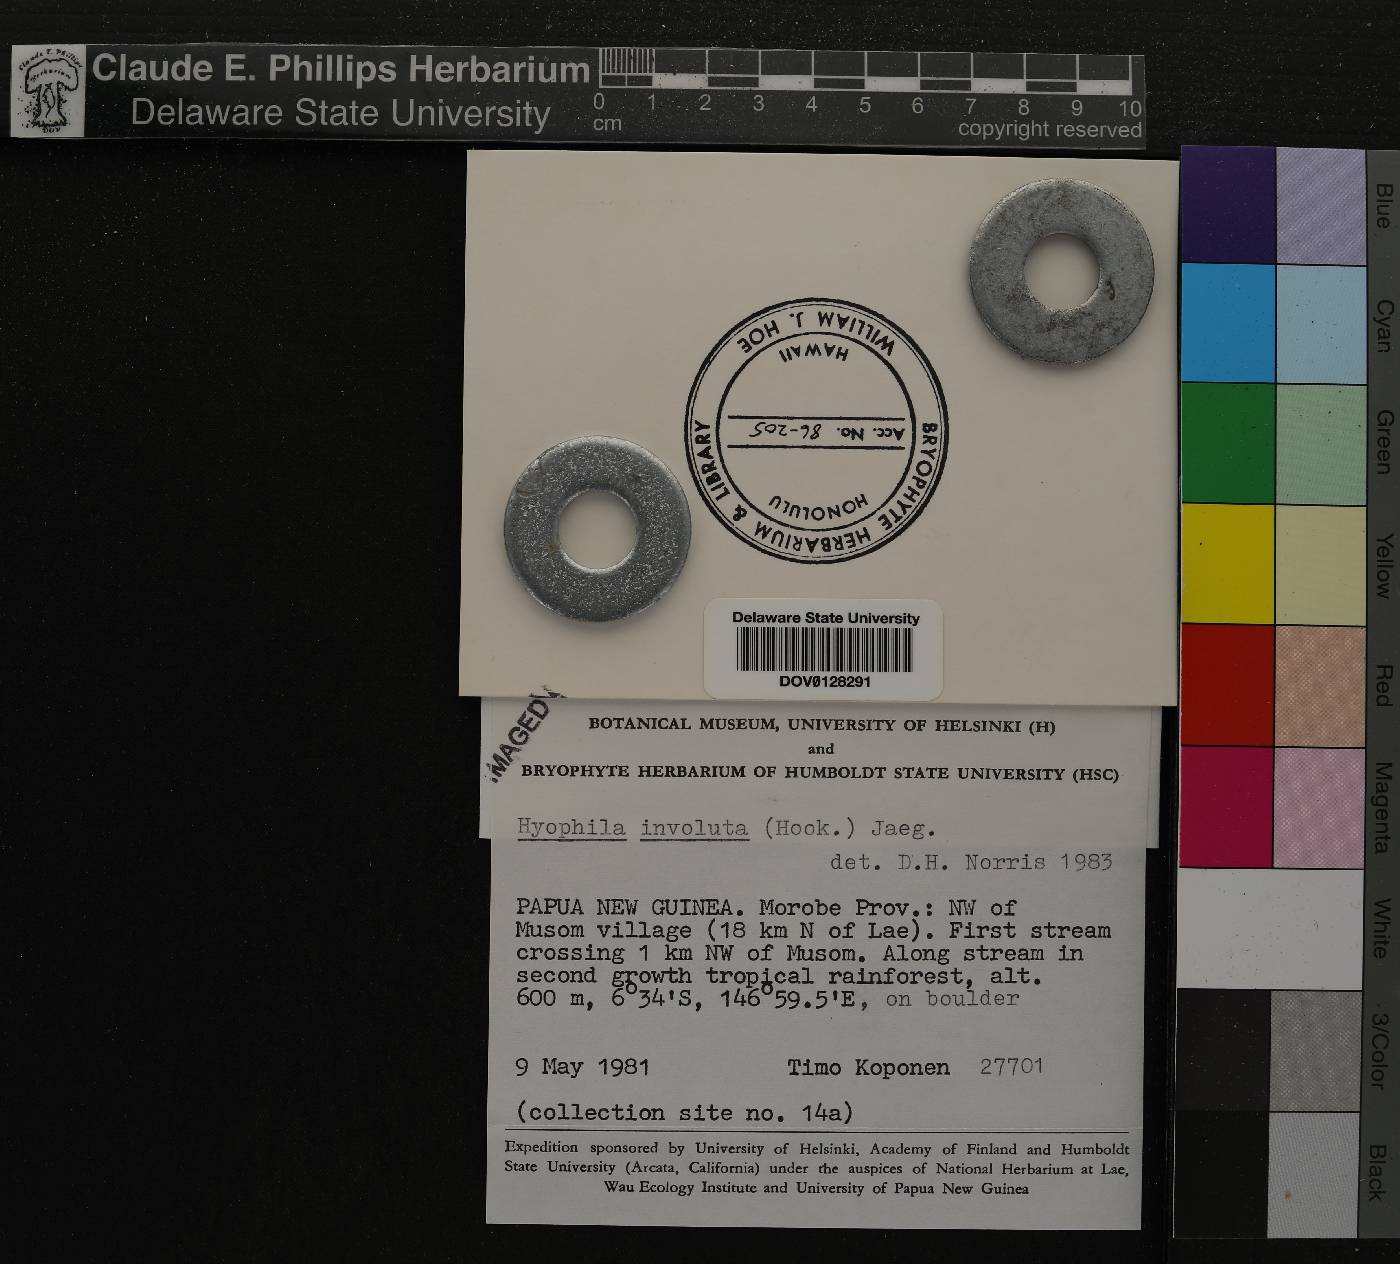 Claude E. Phillips Herbarium
Delaware State University
0 1 2 3 4 5 6 7 8 9 10
cm
copyright reserved
Blue
Cyan
Green
Yellow
Red
Magenta
White
3/Color
Black
BRYOPHYTE HERBARIUM & LIBRARY
WILLIAM J. HOE
HONOLULU
Acc. No. 86-205
HAWAII
Delaware State University
DOV0128291
IMAGED
BOTANICAL MUSEUM, UNIVERSITY OF HELSINKI (H)
and
BRYOPHYTE HERBARIUM OF HUMBOLDT STATE UNIVERSITY (HSC)
Hyophila involuta (Hook.) Jaeg.
det. D.H. Norris 1983
PAPUA NEW GUINEA. Morobe Prov.: NW of
Musom village (18 km N of Lae). First stream
crossing 1 km NW of Musom. Along stream in
second growth tropical rainforest, alt.
600 m, 6°34'S, 146°59.5'E, on boulder
9 May 1981 Timo Koponen 27701
(collection site no. 14a)
Expedition sponsored by University of Helsinki, Academy of Finland and Humboldt
State University (Arcata, California) under the auspices of National Herbarium at Lae,
Wau Ecology Institute and University of Papua New Guinea